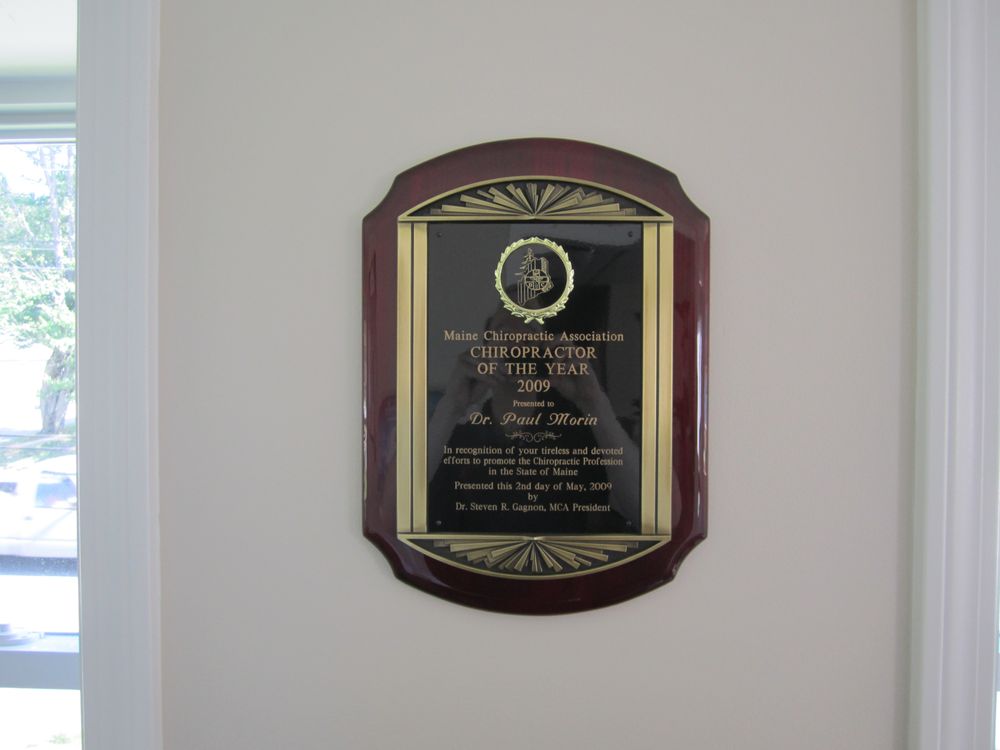 Maine Chiropractic Association
CHIROPRACTOR
OF THE YEAR
2009
Presented to
Dr. Paul Morin
In recognition of your tireless and devoted
efforts to promote the Chiropractic Profession
in the State of Maine
Presented this 2nd day of May, 2009
by
Dr. Steven R. Gagnon, MCA President